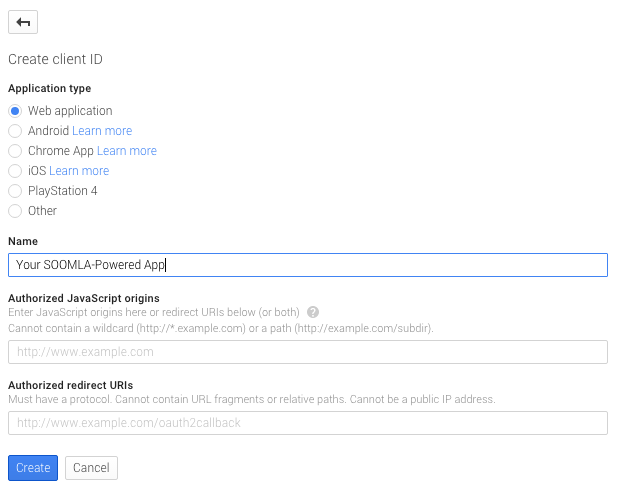 Create client ID
Application type
Web application
Android Learn more
Chrome App Learn more
iOS Learn more
PlayStation 4
Other
Name
Your SOOMLA-Powered App
Authorized JavaScript origins
Enter JavaScript origins here or redirect URIs below (or both) ?
Cannot contain a wildcard (http://*.example.com) or a path (http://example.com/subdir).
http://www.example.com
Authorized redirect URIs
Must have a protocol. Cannot contain URL fragments or relative paths. Cannot be a public IP address.
http://www.example.com/oauth2callback
Create Cancel